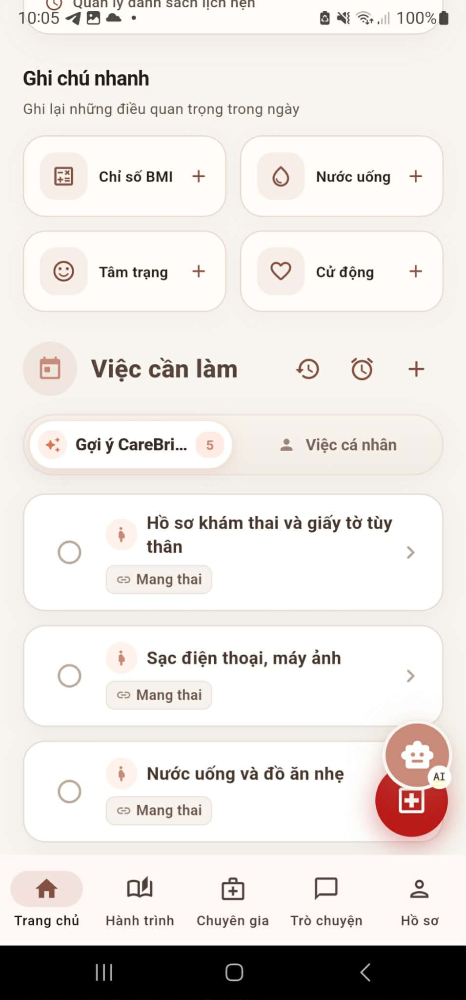 Quản lý danh sách lịch hẹn
10:05
100%
Ghi chú nhanh
Ghi lại những điều quan trọng trong ngày
Chỉ số BMI
Nước uống
Tâm trạng
Cử động
Việc cần làm
Gợi ý CareBri... 5
Việc cá nhân
Hồ sơ khám thai và giấy tờ tùy
thân
Mang thai
Sạc điện thoại, máy ảnh
Mang thai
Nước uống và đồ ăn nhẹ
Mang thai
AI
Trang chủ
Hành trình
Chuyên gia
Trò chuyện
Hồ sơ